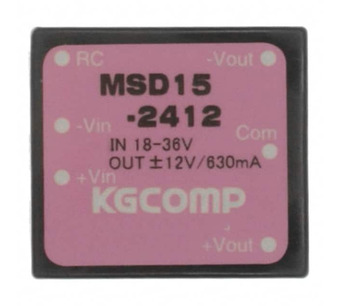 RC -Vout
MSD15
-2412
-Vin
Com
IN 18-36V
OUT ±12V/630mA
+Vin
KGCOMP
+Vout